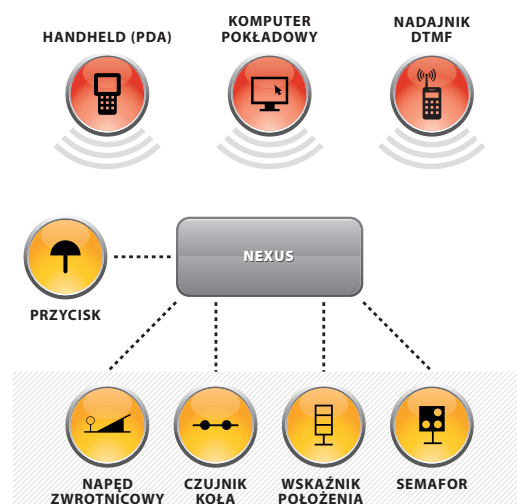 HANDHELD (PDA)
KOMPUTER
POKŁADOWY
NADAJNIK
DTMF
NEXUS
PRZYCISK
NAPĘD
ZWROTNICOWY
CZUJNIK
KOŁA
WSKAŹNIK
POŁOŻENIA
SEMAFOR